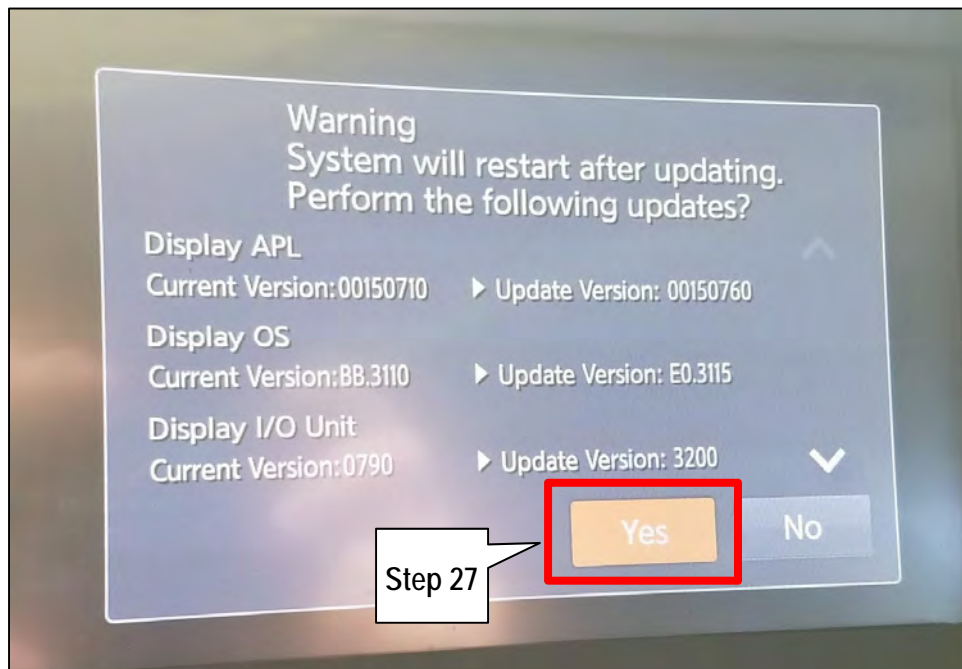 Warning
System will restart after updating.
Perform the following updates?
Display APL
Current Version:00150710 Update Version: 00150760
Display OS
Current Version:BB.3110 Update Version: E0.3115
Display I/O Unit
Current Version:0790 Update Version: 3200
Yes No
Step 27